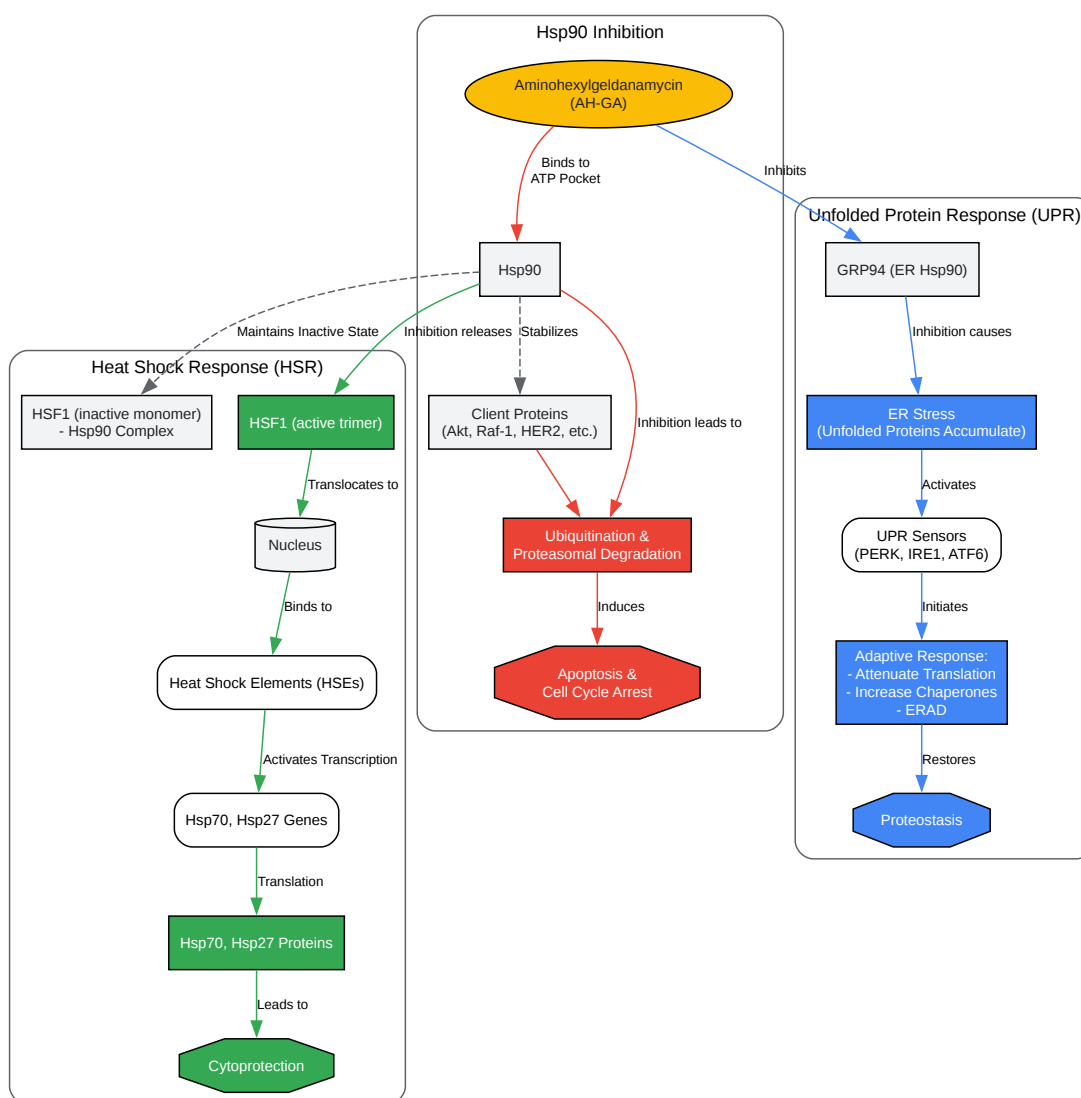 Hsp90 Inhibition
Aminohexylgeldanamycin
(AH-GA)
Binds to
ATP Pocket
Inhibits
Unfolded Protein Response (UPR)
Hsp90
GRP94 (ER Hsp90)
Maintains Inactive State
Inhibition releases
Stabilizes
Inhibition causes
Heat Shock Response (HSR)
HSF1 (inactive monomer)
- Hsp90 Complex
HSF1 (active trimer)
Client Proteins
(Akt, Raf-1, HER2, etc.)
Inhibition leads to
ER Stress
(Unfolded Proteins Accumulate)
Translocates to
Activates
Nucleus
Ubiquitination &
Proteasomal Degradation
UPR Sensors
(PERK, IRE1, ATF6)
Binds to
Induces
Initiates
Heat Shock Elements (HSEs)
Apoptosis &
Cell Cycle Arrest
Adaptive Response:
- Attenuate Translation
- Increase Chaperones
- ERAD
Activates Transcription
Restores
Hsp70, Hsp27 Genes
Proteostasis
Translation
Hsp70, Hsp27 Proteins
Leads to
Cytoprotection